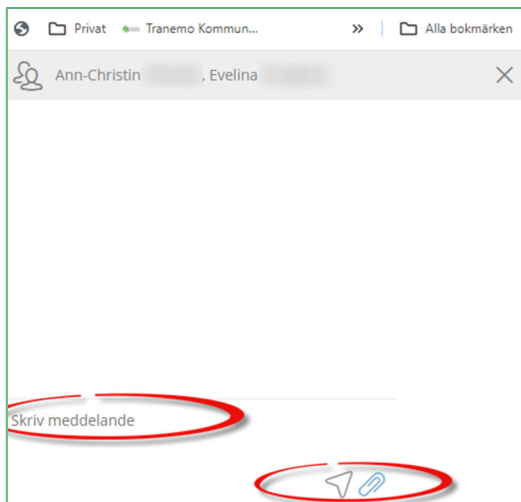 Privat Tranemo Kommun... » Alla bokmärken
Ann-Christin , Evelina
Skriv meddelande